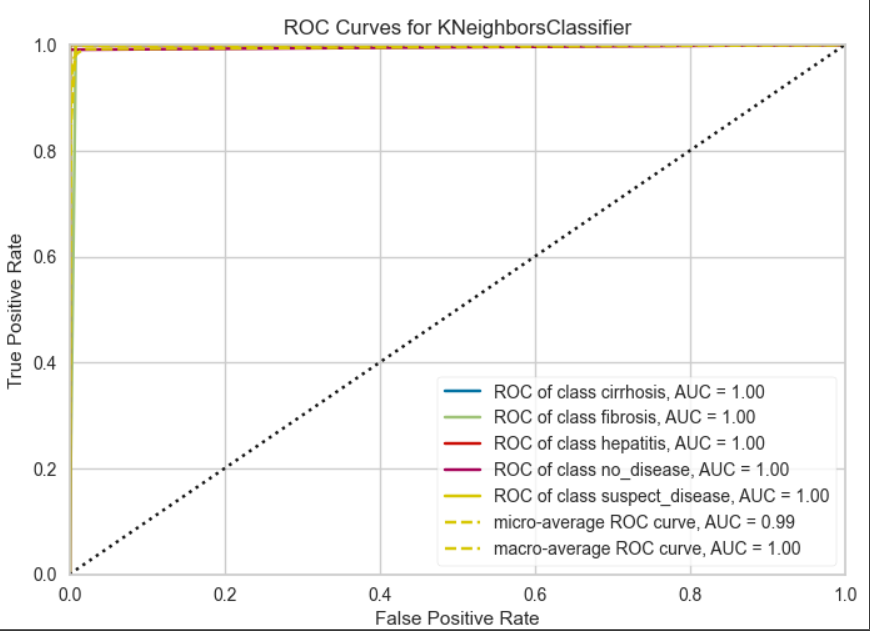 ROC Curves for KNeighborsClassifier
1.0
0.8
0.6
0.4
0.2
0.0
True Positive Rate
ROC of class cirrhosis, AUC = 1.00
ROC of class fibrosis, AUC = 1.00
ROC of class hepatitis, AUC = 1.00
ROC of class no_disease, AUC = 1.00
ROC of class suspect_disease, AUC = 1.00
micro-average ROC curve, AUC = 0.99
macro-average ROC curve, AUC = 1.00
0.0 0.2 0.4 0.6 0.8 1.0
False Positive Rate